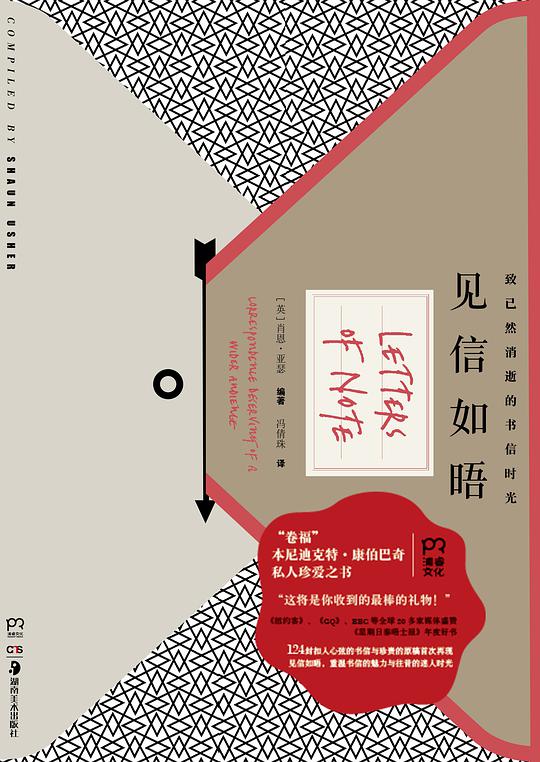 致已然消逝的书信时光
见信如晤
LETTERS
OF NOTE
［英］肖恩·亚瑟 编著 冯倩珠 译
CORRESPONDENCE DESERVING OF A
WIDER AUDIENCE
COMPILED BY SHAUN USHER
“卷福”
本尼迪克特·康伯巴奇
私人珍爱之书
浦睿
文化
“这将是你收到的最棒的礼物！”
《纽约客》、《GQ》、BBC等全球20多家媒体盛赞
《星期日泰晤士报》年度好书
124封扣人心弦的书信与珍贵的原稿首次再现
见信如晤，重温书信的魅力与往昔的迷人时光
浦睿文化
湖南美术出版社